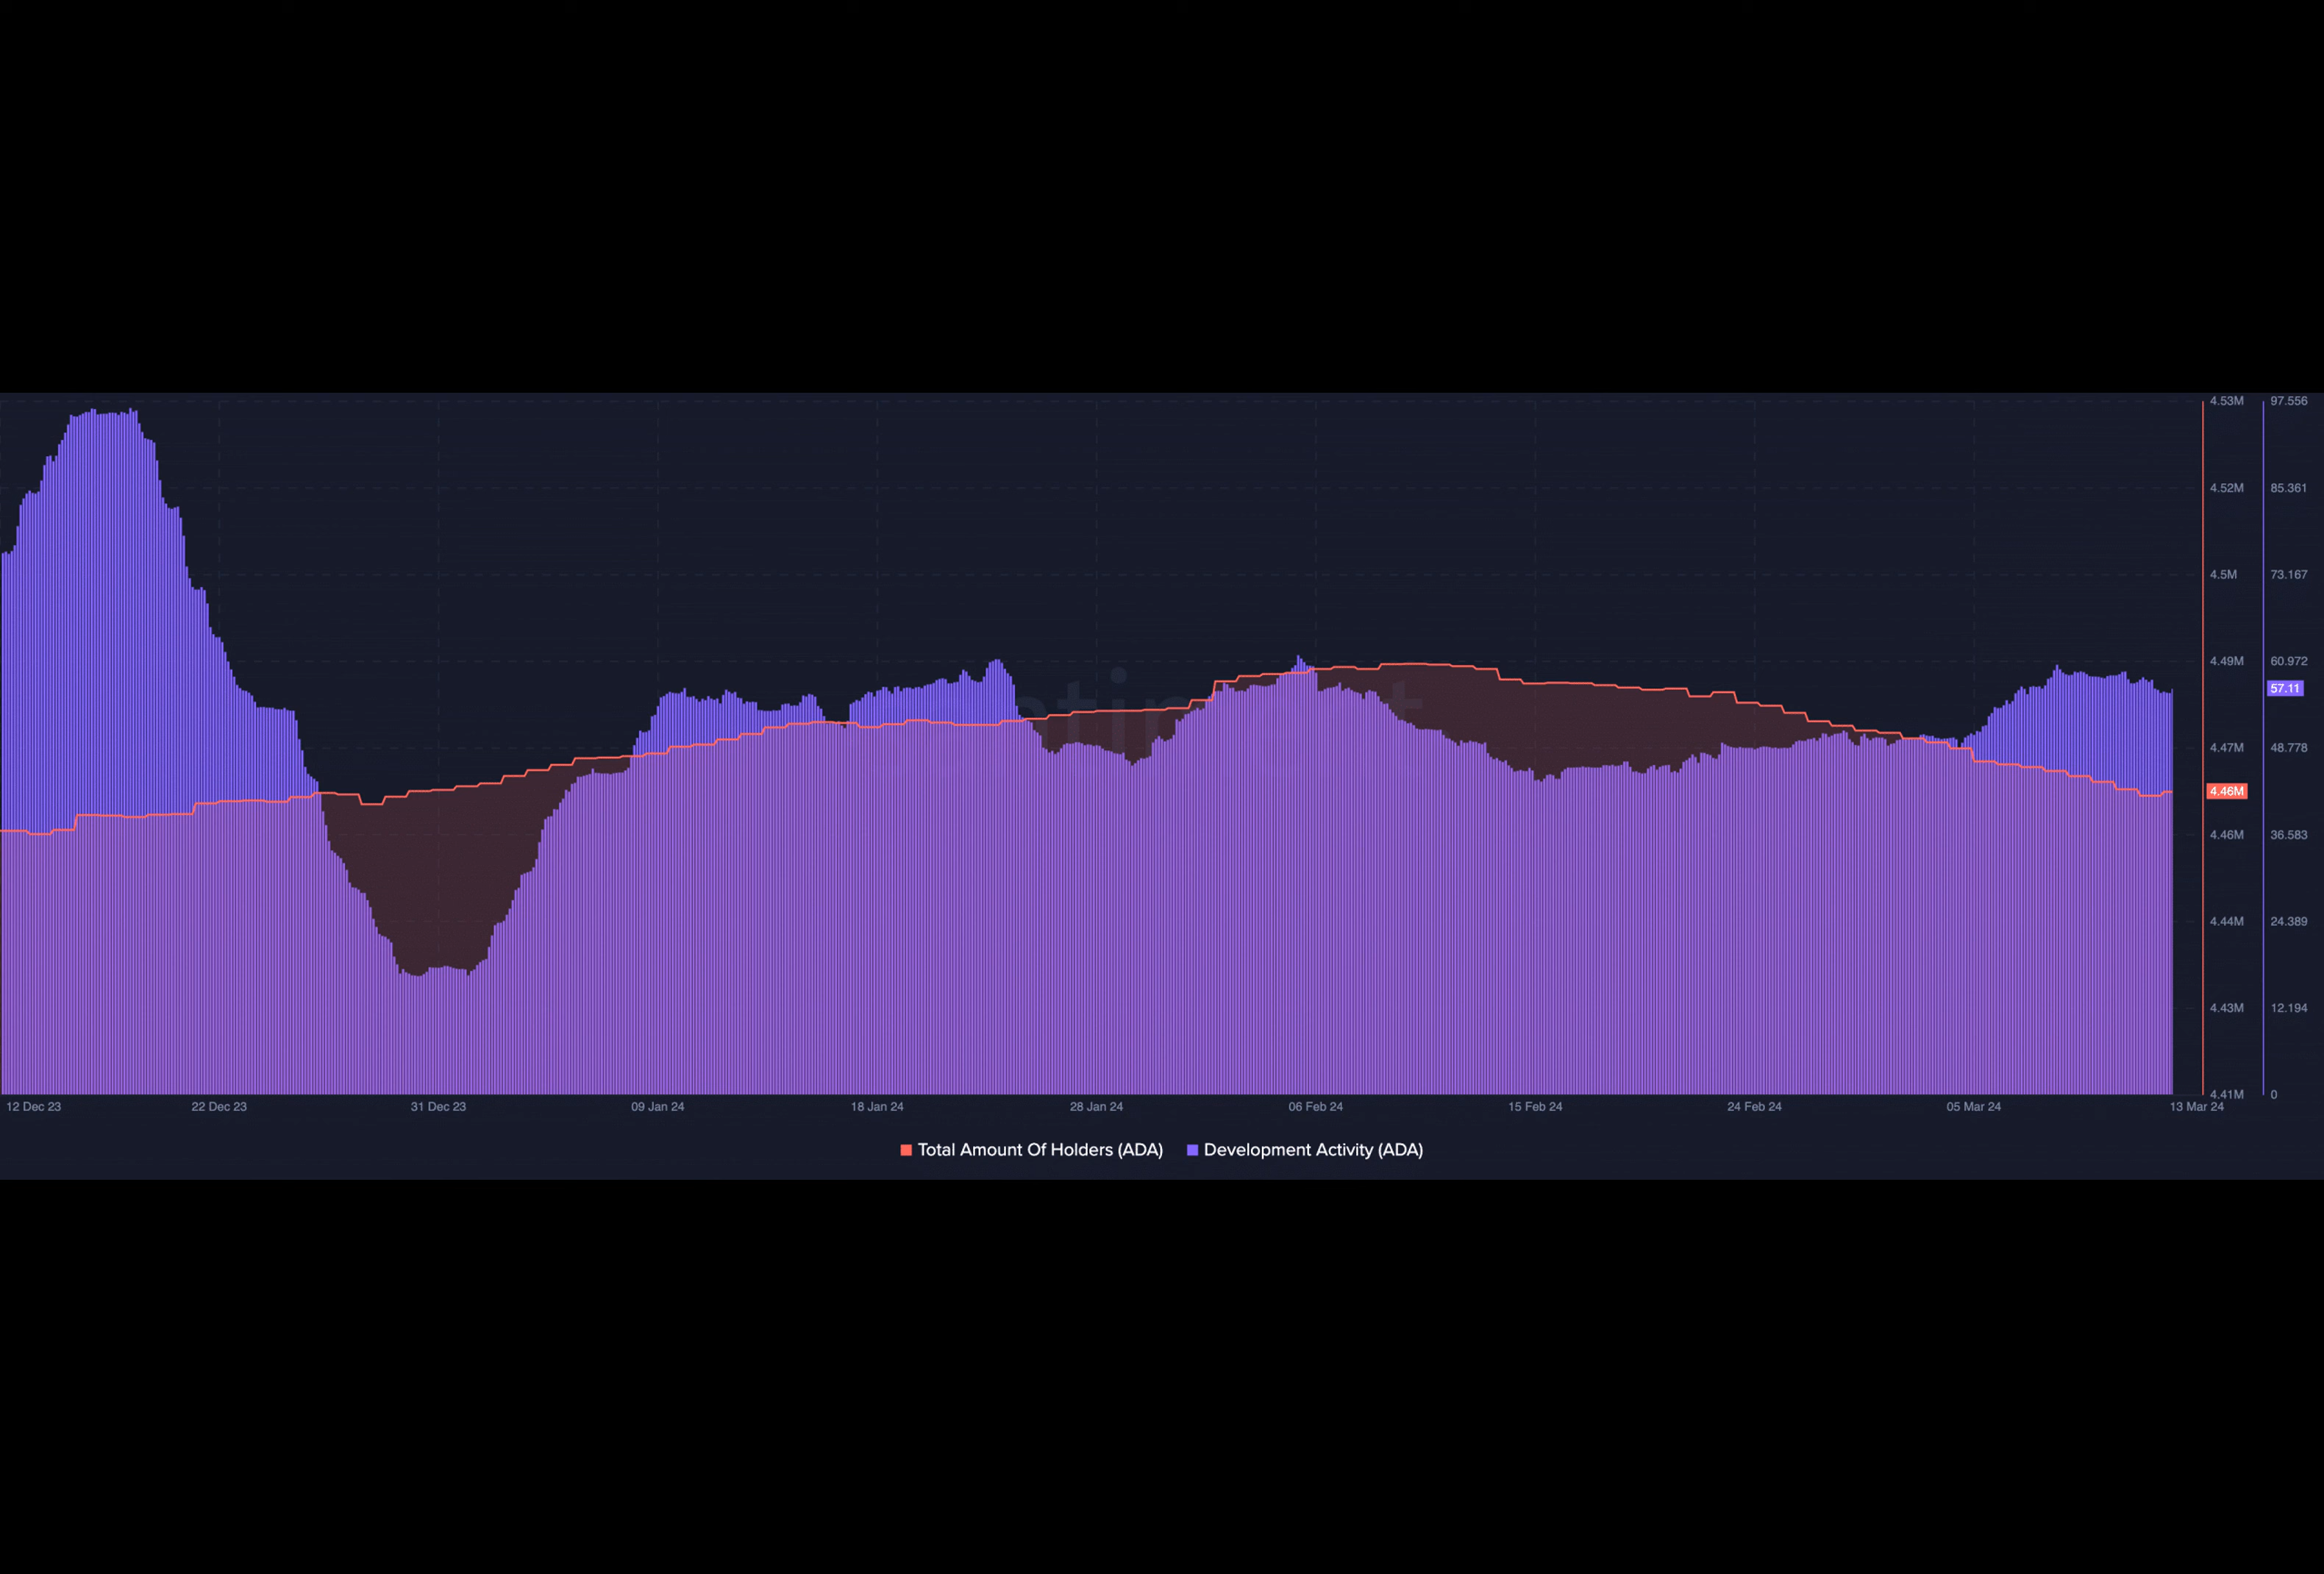 4.53M 97.556
4.52M 85.361
4.5M 73.167
4.49M 60.972
57.11
4.47M 48.778
4.46M
4.46M 36.583
4.44M 24.389
4.43M 12.194
4.41M 0
12 Dec 23 22 Dec 23 31 Dec 23 09 Jan 24 18 Jan 24 28 Jan 24 06 Feb 24 15 Feb 24 24 Feb 24 05 Mar 24 13 Mar 24
Total Amount Of Holders (ADA) Development Activity (ADA)